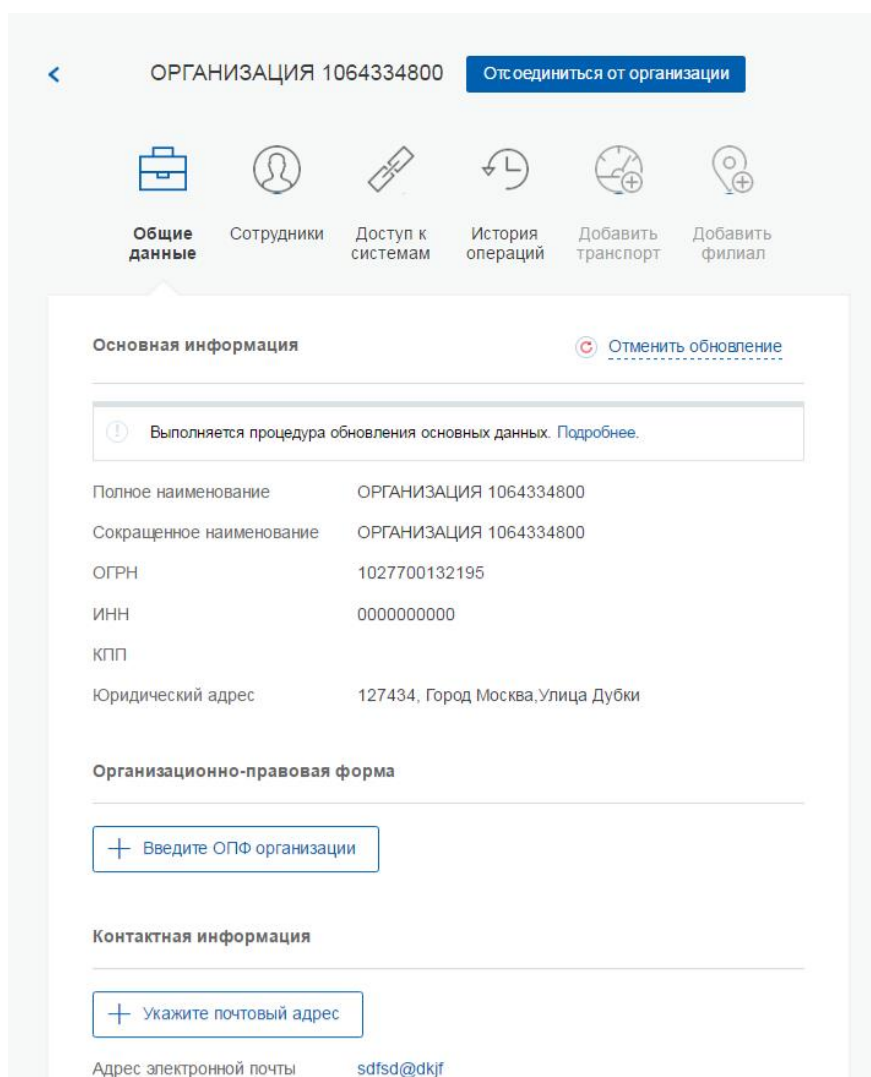 ОРГАНИЗАЦИЯ 1064334800 Отсоединиться от организации
Общие данные Сотрудники Доступ к системам История операций Добавить транспорт Добавить филиал
Основная информация Отменить обновление
Выполняется процедура обновления основных данных. Подробнее.
Полное наименование ОРГАНИЗАЦИЯ 1064334800
Сокращенное наименование ОРГАНИЗАЦИЯ 1064334800
ОГРН 1027700132195
ИНН 0000000000
КПП
Юридический адрес 127434, Город Москва,Улица Дубки
Организационно-правовая форма
Введите ОПФ организации
Контактная информация
Укажите почтовый адрес
Адрес электронной почты sdfsd@dkjf